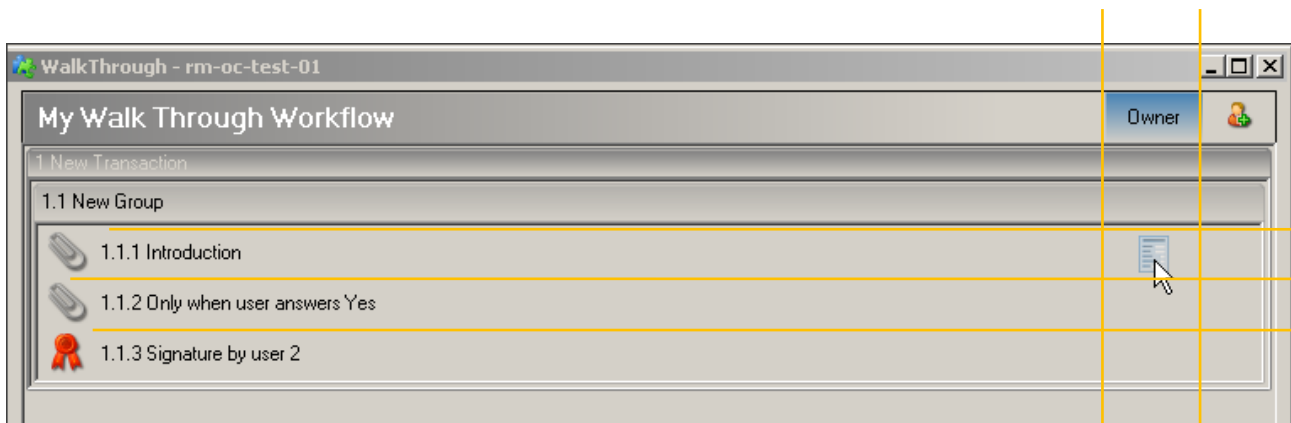 WalkThrough - rm-oc-test-01
My Walk Through Workflow Owner
1 New Transaction
1.1 New Group
1.1.1 Introduction
1.1.2 Only when user answers Yes
1.1.3 Signature by user 2